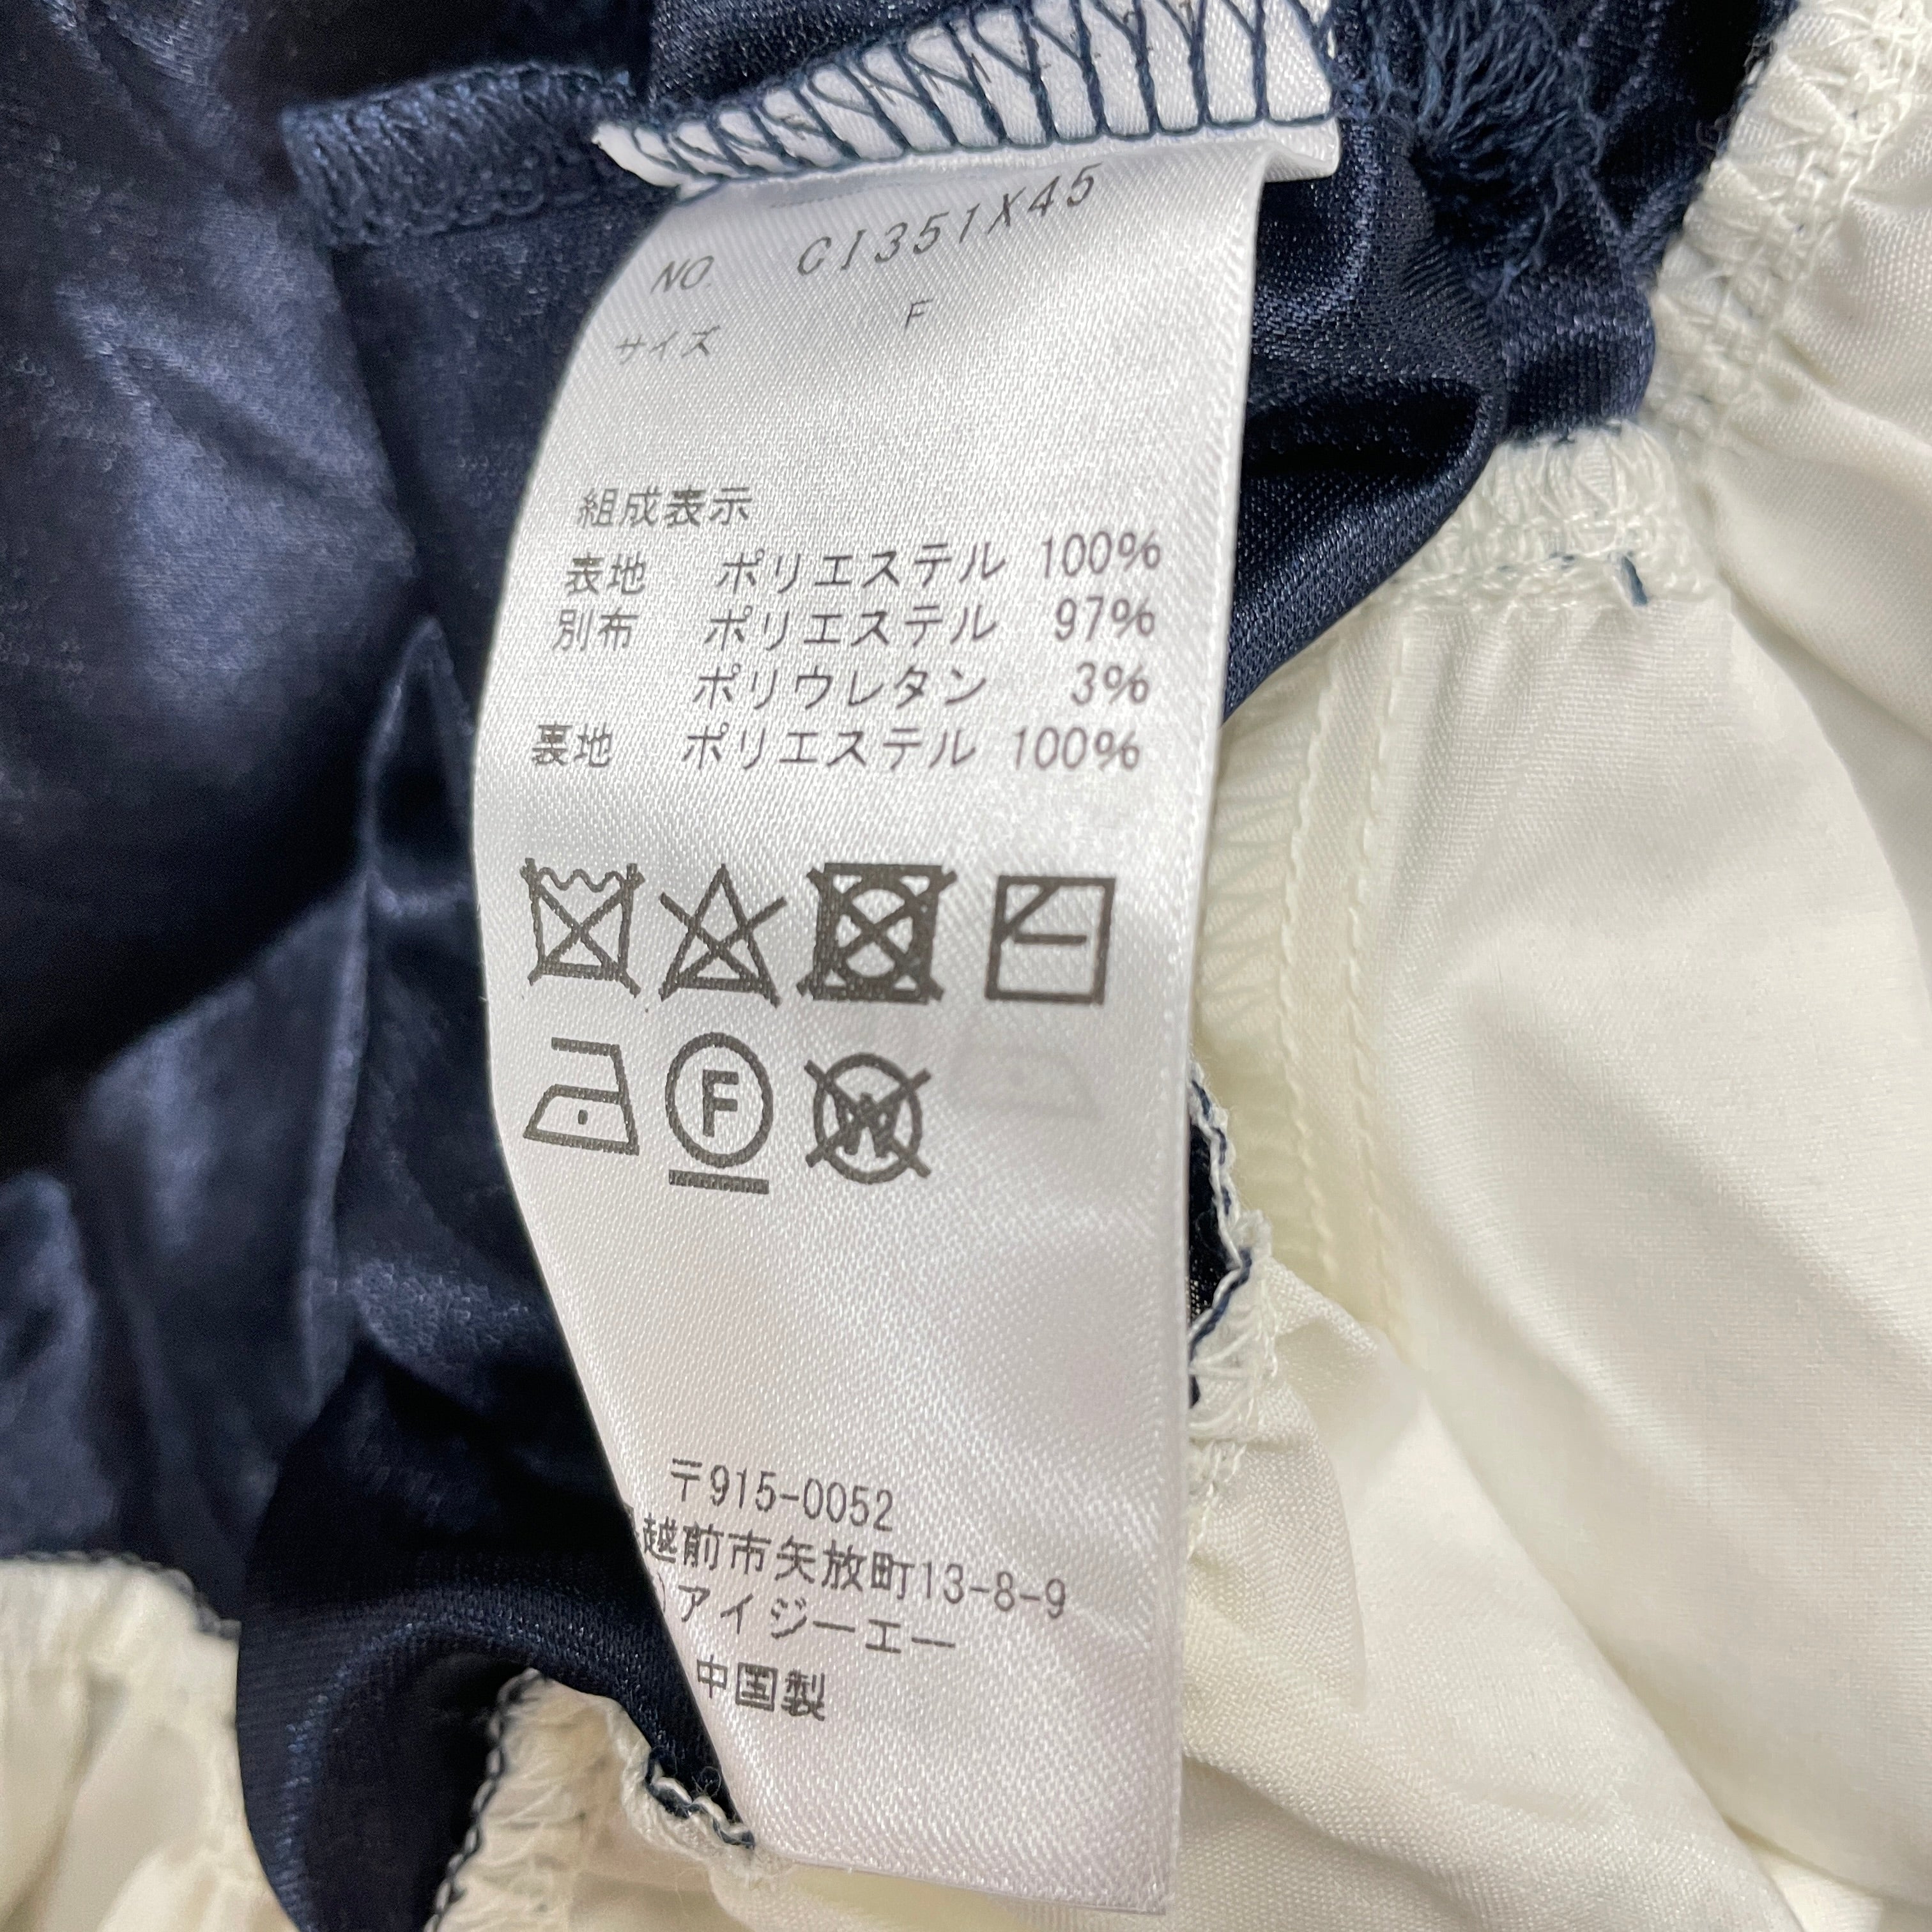 NO. CI351X45
サイズ F
組成表示
表地 ポリエステル 100%
別布 ポリエステル 97%
ポリウレタン 3%
裏地 ポリエステル 100%
F
W
〒915-0052
越前市矢放町13-8-9
)アイジーエー
中国製